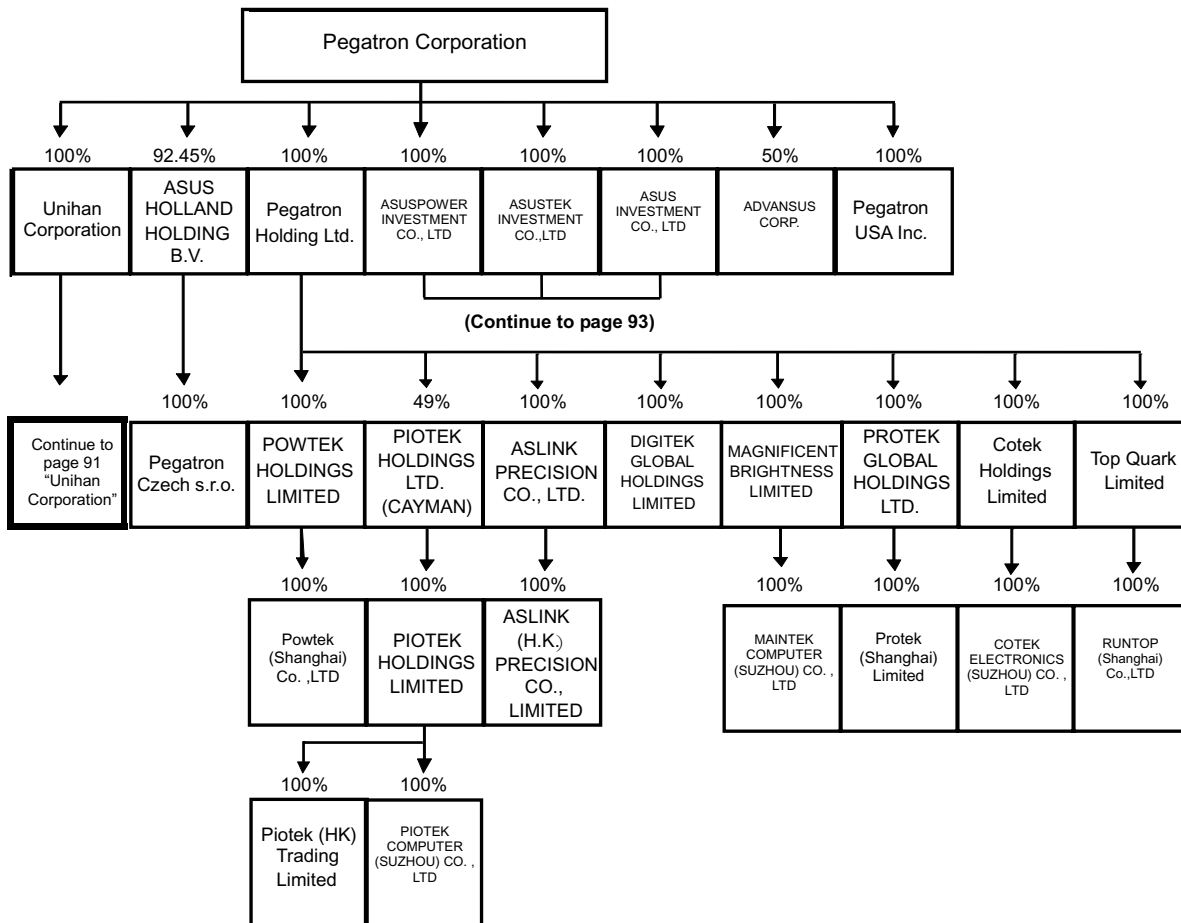 Pegatron Corporation
100%
92.45%
100%
100%
100%
100%
50%
100%
Unihan
Corporation
ASUS
HOLLAND
HOLDING
B.V.
Pegatron
Holding Ltd.
ASUSPOWER
INVESTMENT
CO., LTD
ASUSTEK
INVESTMENT
CO.,LTD
ASUS
INVESTMENT
CO., LTD
ADVANSUS
CORP.
Pegatron
USA Inc.
(Continue to page 93)
100%
100%
49%
100%
100%
100%
100%
100%
100%
Continue to
page 91
“Unihan
Corporation”
Pegatron
Czech s.r.o.
POWTEK
HOLDINGS
LIMITED
PIOTEK
HOLDINGS
LTD.
(CAYMAN)
ASLINK
PRECISION
CO., LTD.
DIGITEK
GLOBAL
HOLDINGS
LIMITED
MAGNIFICENT
BRIGHTNESS
LIMITED
PROTEK
GLOBAL
HOLDINGS
LTD.
Cotek
Holdings
Limited
Top Quark
Limited
100%
100%
100%
100%
100%
100%
100%
Powtek
(Shanghai)
Co. ,LTD
PIOTEK
HOLDINGS
LIMITED
ASLINK
(H.K.)
PRECISION
CO.,
LIMITED
MAINTEK
COMPUTER
(SUZHOU) CO. ,
LTD
Protek
(Shanghai)
Limited
COTEK
ELECTRONICS
(SUZHOU) CO. ,
LTD
RUNTOP
(Shanghai)
Co.,LTD
100%
100%
Piotek (HK)
Trading
Limited
PIOTEK
COMPUTER
(SUZHOU) CO. ,
LTD